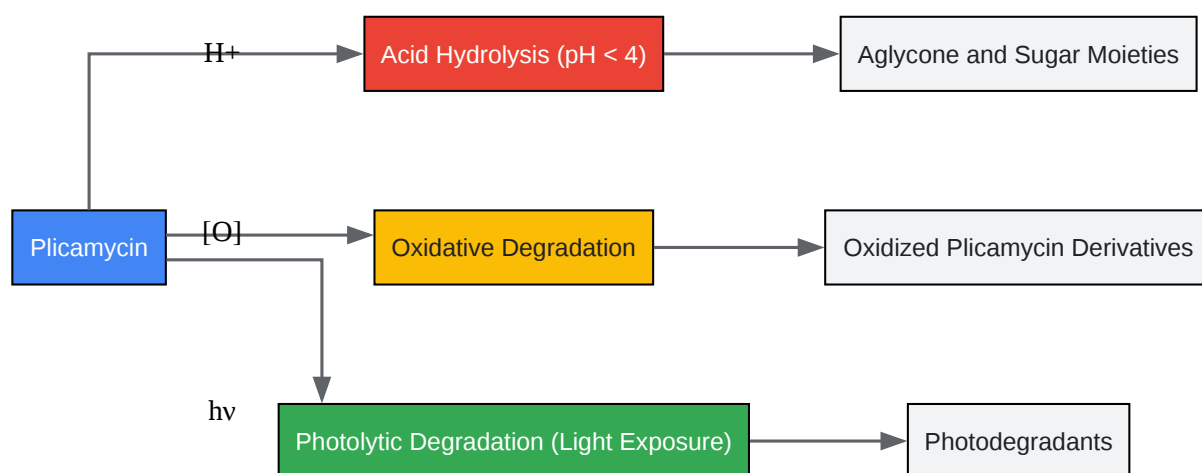 H+
Acid Hydrolysis (pH < 4)
Aglycone and Sugar Moieties
Plicamycin
[O]
Oxidative Degradation
Oxidized Plicamycin Derivatives
hν
Photolytic Degradation (Light Exposure)
Photodegradants